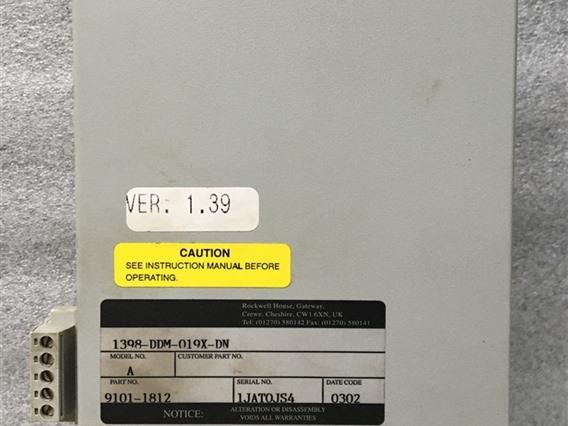 VER: 1.39
CAUTION
SEE INSTRUCTION MANUAL BEFORE
OPERATING.
Rockwell House, Gateway,
Crewe, Cheshire, CW1 6XN, UK
Tel: (01270) 580142 Fax: (01270) 580141
1398-DDM-019X-DN
MODEL NO. CUSTOMER PART NO.
A
PART NO. SERIAL NO. DATE CODE
9101-1812 1JAT0JS4 0302
NOTICE: ALTERATION OR DISASSEMBLY
VOIDS ALL WARRANTIES